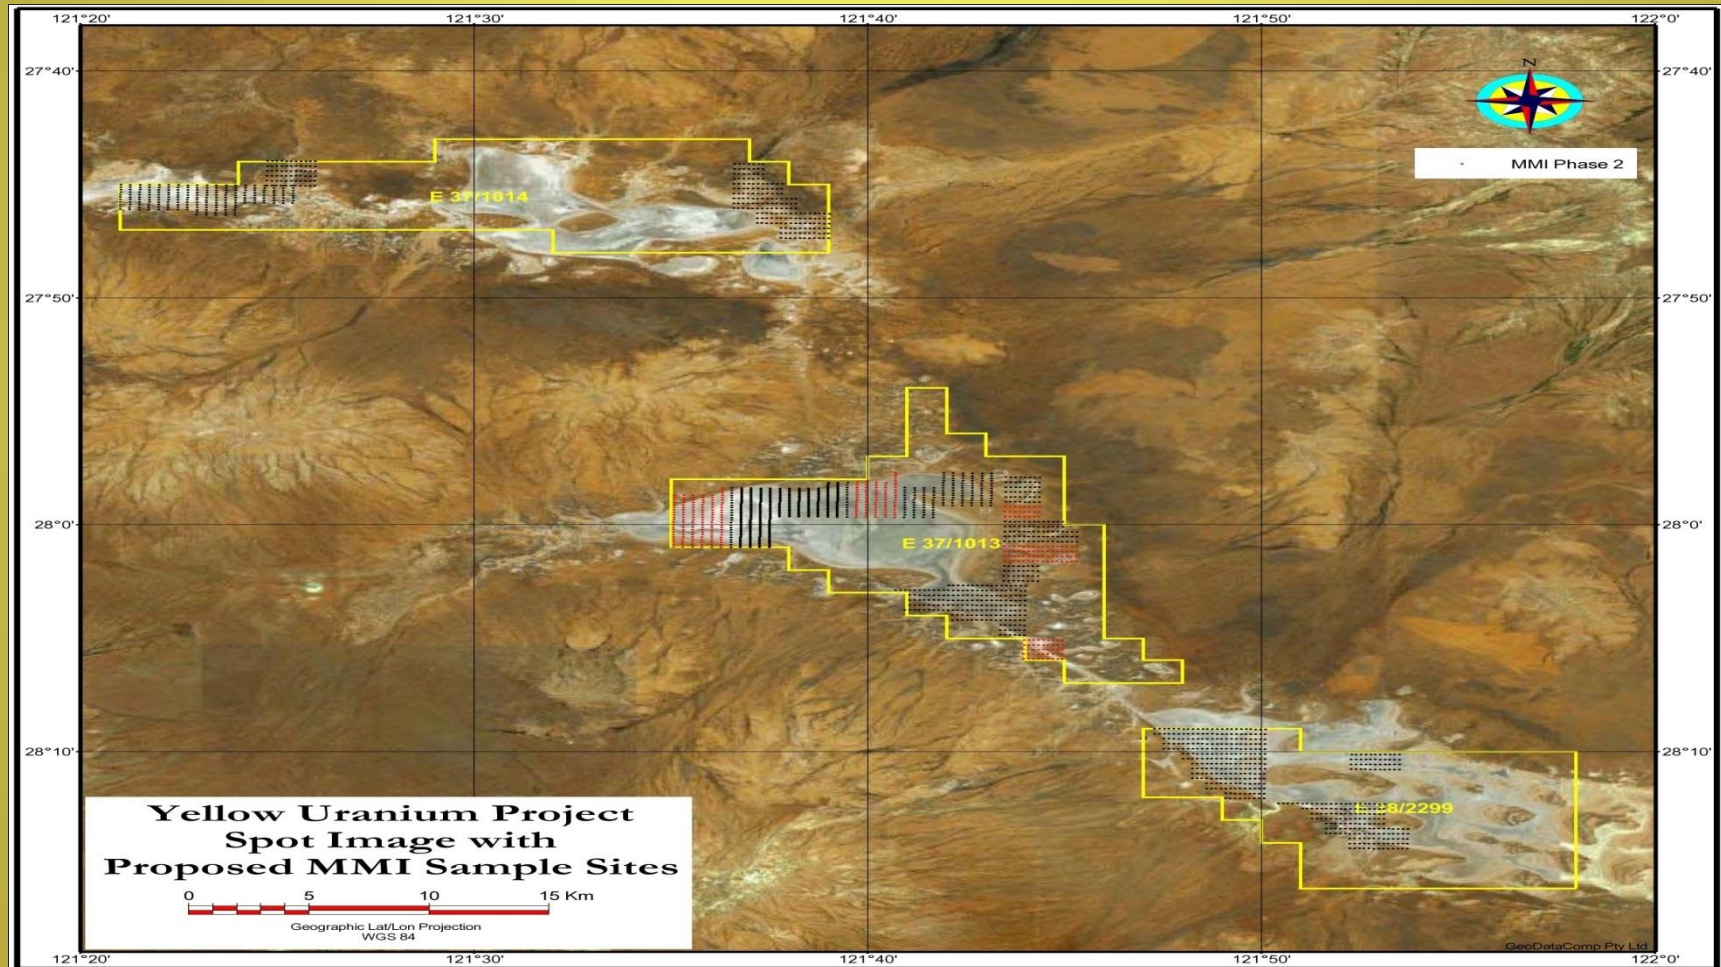 121°20' 121°30' 121°40' 121°50' 122°0'
27°40' 27°40'
N
MMI Phase 2
E 37/1014
27°50' 27°50'
28°0' 28°0'
E 37/1013
28°10' 28°10'
8/2299
Yellow Uranium Project
Spot Image with
Proposed MMI Sample Sites
0 5 10 15 Km
Geographic Lat/Lon Projection
WGS 84
GeoDataComp Pty Ltd
121°20' 121°30' 121°40' 121°50' 122°0'